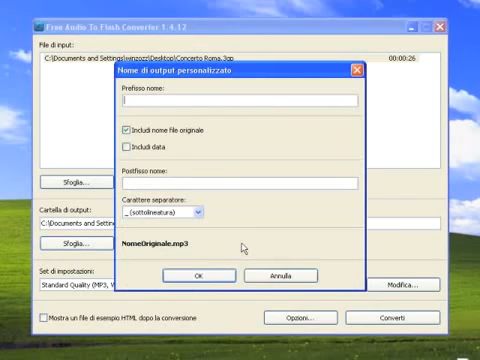 Free Audio To Flash Converter 1.4.12
File di input:
C:\Documents and Settings\winzozz\Desktop\Concerto Roma.3gp 00:00:26
Nome di output personalizzato
Prefisso nome:
Includi nome file originale
Includi data
Postfisso nome:
Sfoglia...
Carattere separatore:
Cartella di output:
_ (sottolineatura)
C:\Documents and
Sfoglia...
NomeOriginale.mp3
Set di impostazioni:
OK Annulla
Standard Quality (MP3, Modifica...
Mostra un file di esempio HTML dopo la conversione Opzioni... Converti